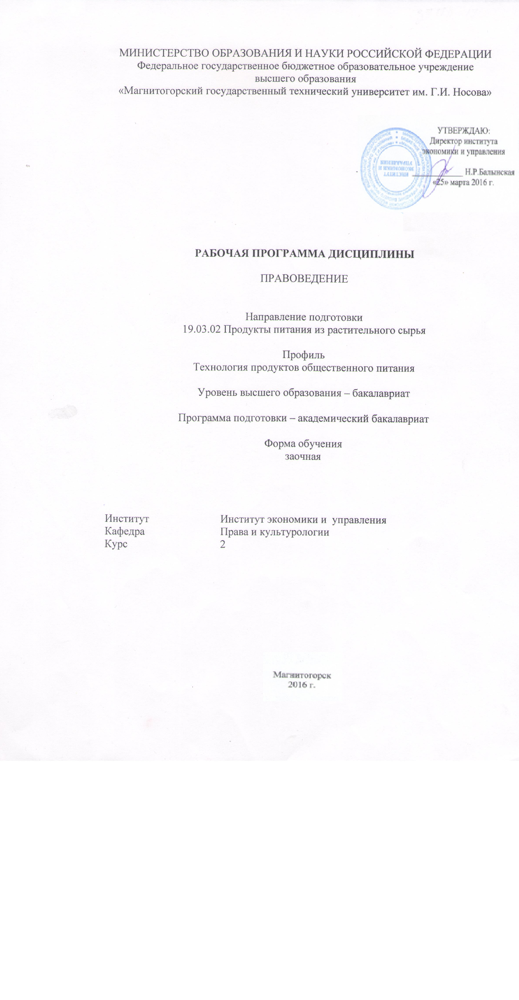 МИНИСТЕРСТВО ОБРАЗОВАНИЯ И НАУКИ РОССИЙСКОЙ ФЕДЕРАЦИИ
Федеральное государственное бюджетное образовательное учреждение
высшего образования
«Магнитогорский государственный технический университет им. Г.И. Носова»
УТВЕРЖДАЮ:
Директор института
экономики и управления
Н.Р.Балынская
«25» марта 2016 г.
ИНСТИТУТ
ЭКОНОМИКИ И
УПРАВЛЕНИЯ
РАБОЧАЯ ПРОГРАММА ДИСЦИПЛИНЫ
ПРАВОВЕДЕНИЕ
Направление подготовки
19.03.02 Продукты питания из растительного сырья
Профиль
Технология продуктов общественного питания
Уровень высшего образования – бакалавриат
Программа подготовки – академический бакалавриат
Форма обучения
заочная
Институт Институт экономики и управления
Кафедра Права и культурологии
Курс 2
Магнитогорск
2016 г.